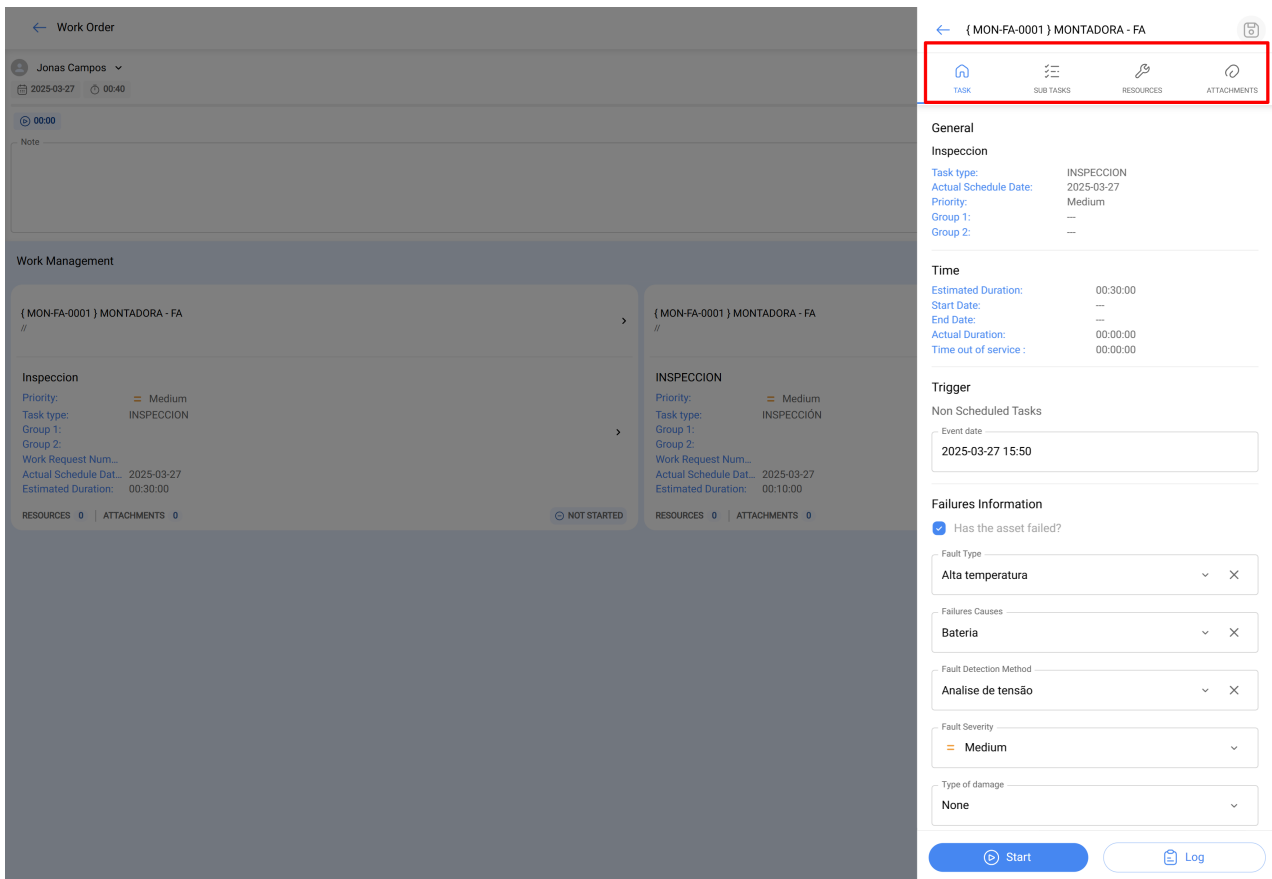 Work Order
Jonas Campos
2025-03-27 00:40
00:00
Note
Work Management
{ MON-FA-0001 } MONTADORA - FA
//
Inspeccion
Priority: Medium
Task type: INSPECCION
Group 1:
Group 2:
Work Request Num...
Actual Schedule Dat... 2025-03-27
Estimated Duration: 00:30:00
RESOURCES 0 | ATTACHMENTS 0 NOT STARTED
{ MON-FA-0001 } MONTADORA - FA
//
INSPECCION
Priority: Medium
Task type: INSPECCIÓN
Group 1:
Group 2:
Work Request Num...
Actual Schedule Dat... 2025-03-27
Estimated Duration: 00:10:00
RESOURCES 0 | ATTACHMENTS 0
{ MON-FA-0001 } MONTADORA - FA
TASK SUB TASKS RESOURCES ATTACHMENTS
General
Inspeccion
Task type: INSPECCION
Actual Schedule Date: 2025-03-27
Priority: Medium
Group 1: ---
Group 2: ---
Time
Estimated Duration: 00:30:00
Start Date: ---
End Date: ---
Actual Duration: 00:00:00
Time out of service : 00:00:00
Trigger
Non Scheduled Tasks
Event date
2025-03-27 15:50
Failures Information
Has the asset failed?
Fault Type
Alta temperatura
Failures Causes
Bateria
Fault Detection Method
Analise de tensão
Fault Severity
Medium
Type of damage
None
Start Log